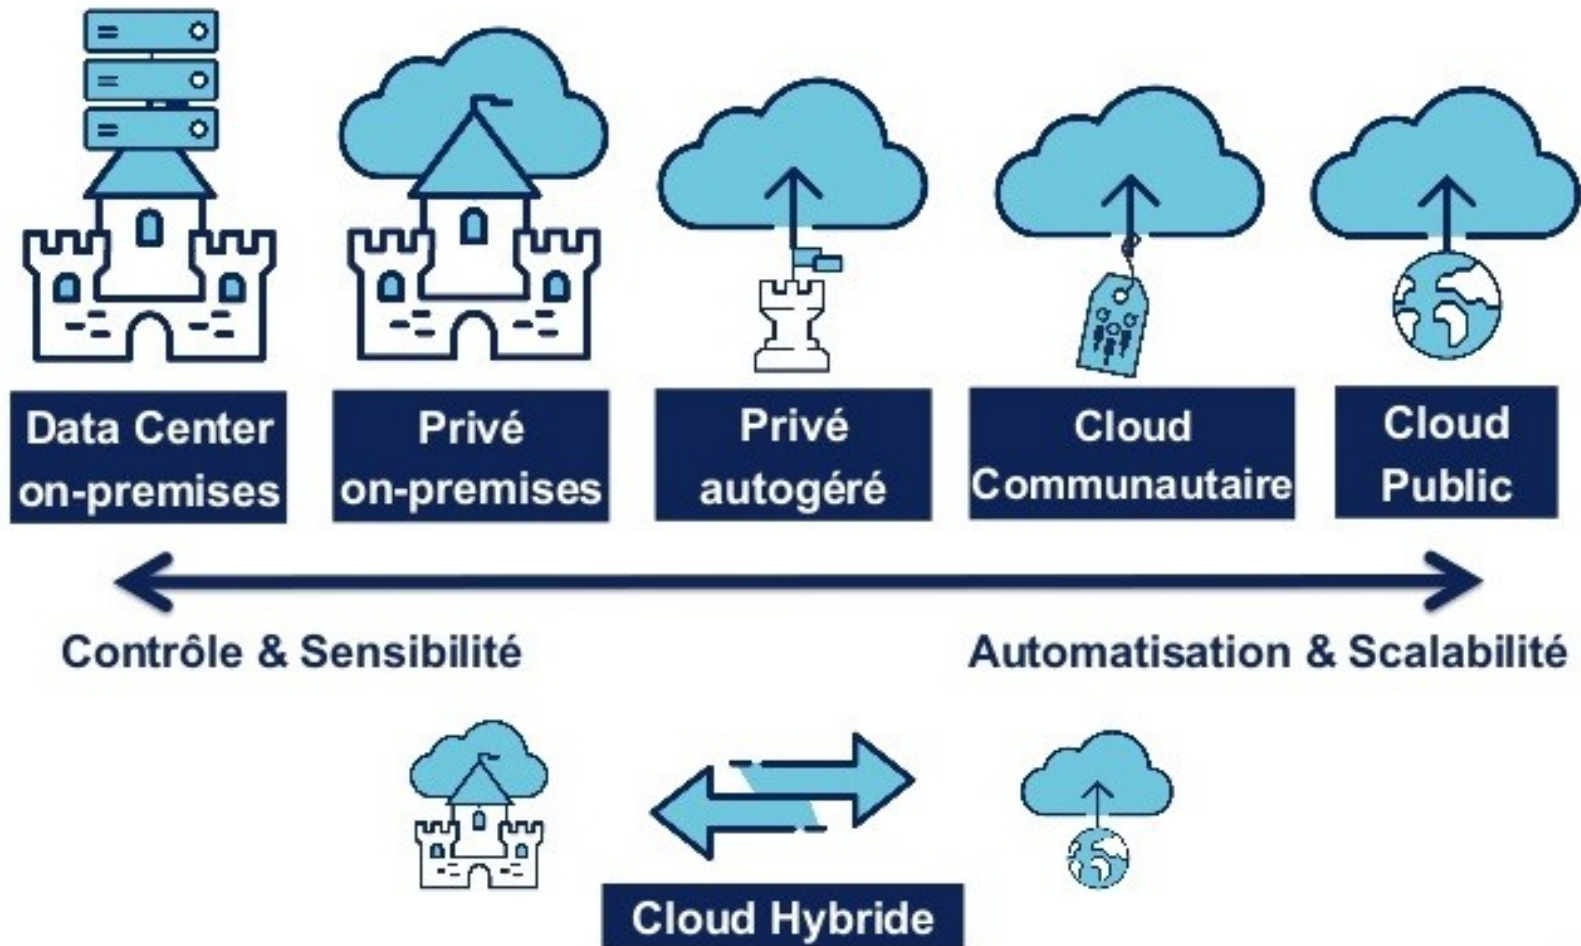 Data Center
on-premises
Privé
on-premises
Privé
autogéré
Cloud
Communautaire
Cloud
Public
Contrôle & Sensibilité
Automatisation & Scalabilité
Cloud Hybride